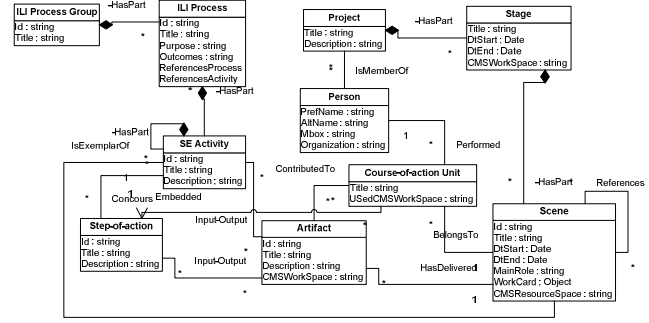 ILI Process Group
Id : string
Title : string
-HasPart
*
ILI Process
Id : string
Title : string
Purpose : string
Outcomes : string
ReferencesProcess
ReferencesActivity
*
-HasPart
Project
Title : string
Description : string
*
*
IsMemberOf
-HasPart
*
Stage
Title : string
DtStart : Date
DtEnd : Date
CMSWorkSpace : string
Person
PrefName : string
AltName : string
Mbox : string
Organization : string
1
*
Performed
-HasPart
IsExemplarOf
*
*
SE Activity
Id : string
Title : string
Description : string
*
1
*
1
Concours
Embedded
ContributedTo
*
*
*
Course-of-action Unit
Title : string
USedCMSWorkSpace : string
*
BelongsTo
*
-HasPart
References
*
Step-of-action
Id : string
Title : string
Description : string
*
Input-Output
*
Input-Output
*
Artifact
*
Id : string
Title : string
Description : string
CMSWorkSpace : string
*
HasDelivered
1
1
Scene
Id : string
Title : string
DtStart : Date
DtEnd : Date
MainRole : string
WorkCard : Object
CMSResourceSpace : string